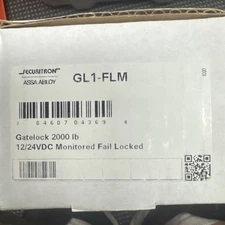 SECURITRON
ASSA ABLOY
GL1-FLM
Gatelock 2000 lb
12/24VDC Monitored Fail Locked